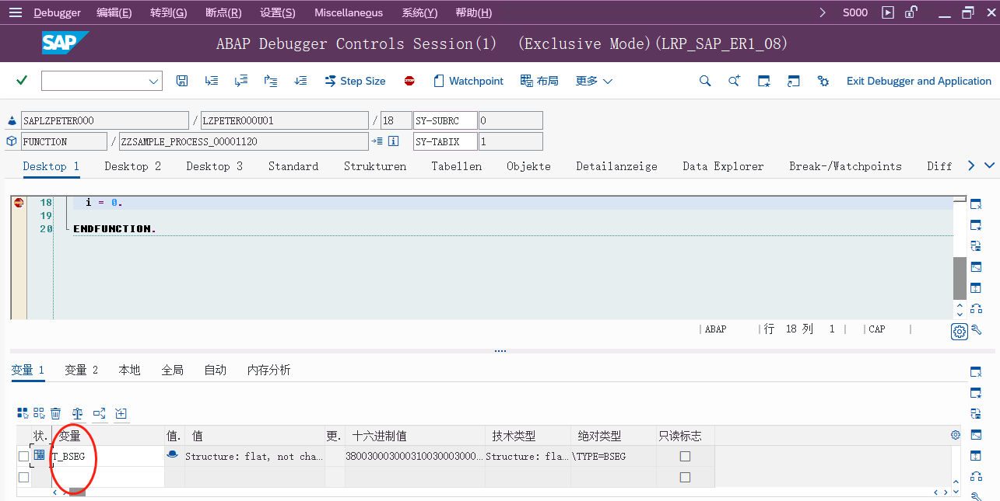 Debugger 编辑(E) 转到(G) 断点(R) 设置(S) Miscellaneous 系统(Y) 帮助(H) S000
SAP ABAP Debugger Controls Session(1) (Exclusive Mode)(LRP_SAP_ER1_08)
Step Size STOP Watchpoint 布局 更多 Exit Debugger and Application
SAPLZPETER000 / LZPETER000U01 / 18 SY-SUBRC 0
FUNCTION / ZZSAMPLE_PROCESS_00001120 SY-TABIX 1
Desktop 1 Desktop 2 Desktop 3 Standard Strukturen Tabellen Objekte Detailanzeige Data Explorer Break-/Watchpoints Diff
18 i = 0.
19
20 ENDFUNCTION.
|ABAP |行 18 列 1 | |CAP |
变量 1 变量 2 本地 全局 自动 内存分析
状. 变量 值. 值 更. 十六进制值 技术类型 绝对类型 只读标志
T_BSEG Structure: flat, not cha... 380030003000310030003000... Structure: fla... \TYPE=BSEG